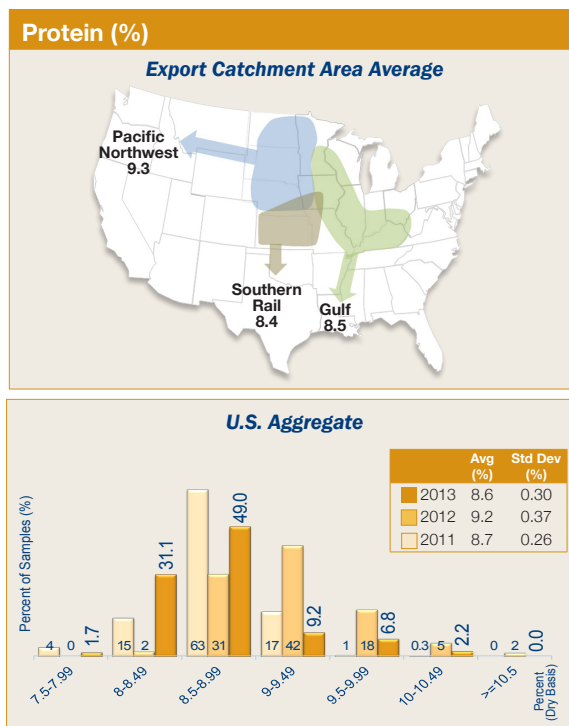 Protein (%)
Export Catchment Area Average
Pacific
Northwest
9.3
Southern
Rail
8.4
Gulf
8.5
U.S. Aggregate
Avg (%) Std Dev (%)
2013 8.6 0.30
2012 9.2 0.37
2011 8.7 0.26
Percent of Samples (%)
4 0 1.7
15 2 31.1
63 31 49.0
17 42 9.2
1 18 6.8
0.3 5 2.2
0 2 0.0
7.5-7.99 8-8.49 8.5-8.99 9-9.49 9.5-9.99 10-10.49 >=10.5
Percent
(Dry Basis)